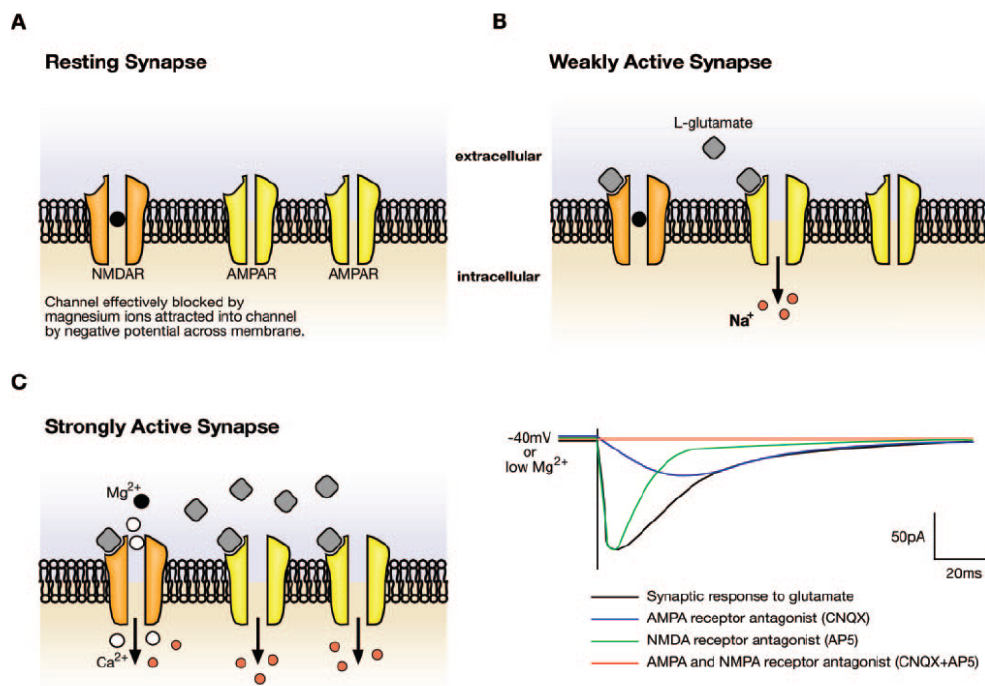 A
Resting Synapse
NMDAR
AMPAR
AMPAR
Channel effectively blocked by
magnesium ions attracted into channel
by negative potential across membrane.
extracellular
intracellular
B
Weakly Active Synapse
L-glutamate
Na+
C
Strongly Active Synapse
Mg2+
Ca2+
-40mV
or
low Mg2+
50pA
20ms
Synaptic response to glutamate
AMPA receptor antagonist (CNQX)
NMDA receptor antagonist (AP5)
AMPA and NMPA receptor antagonist (CNQX+AP5)